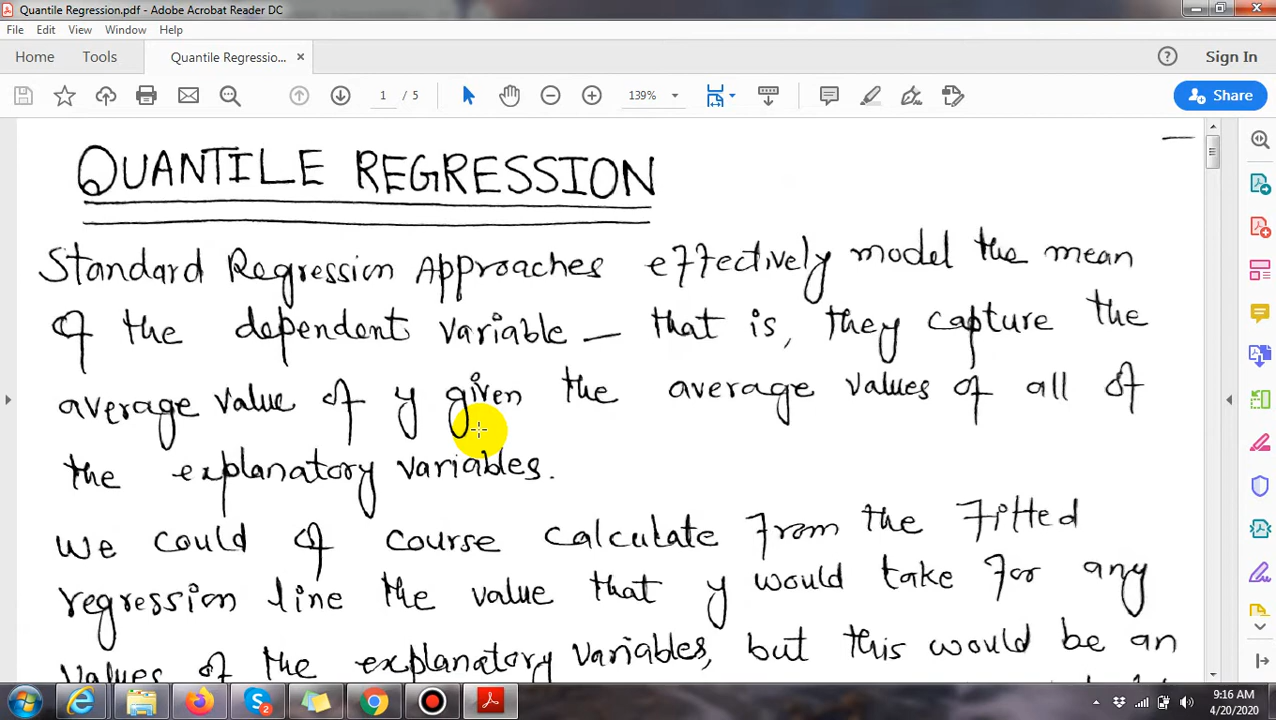 Quantile Regression.pdf - Adobe Acrobat Reader DC
File Edit View Window Help
Home Tools Quantile Regressio... × Sign In
1 / 5 139% Share
QUANTILE REGRESSION
Standard Regression Approaches effectively model the mean
of the dependent variable — that is, they capture the
average value of y given the average values of all of
the explanatory variables.
We could of course calculate from the fitted
regression line the value that y would take for any
values of the explanatory variables, but this would be an
9:16 AM
4/20/2020